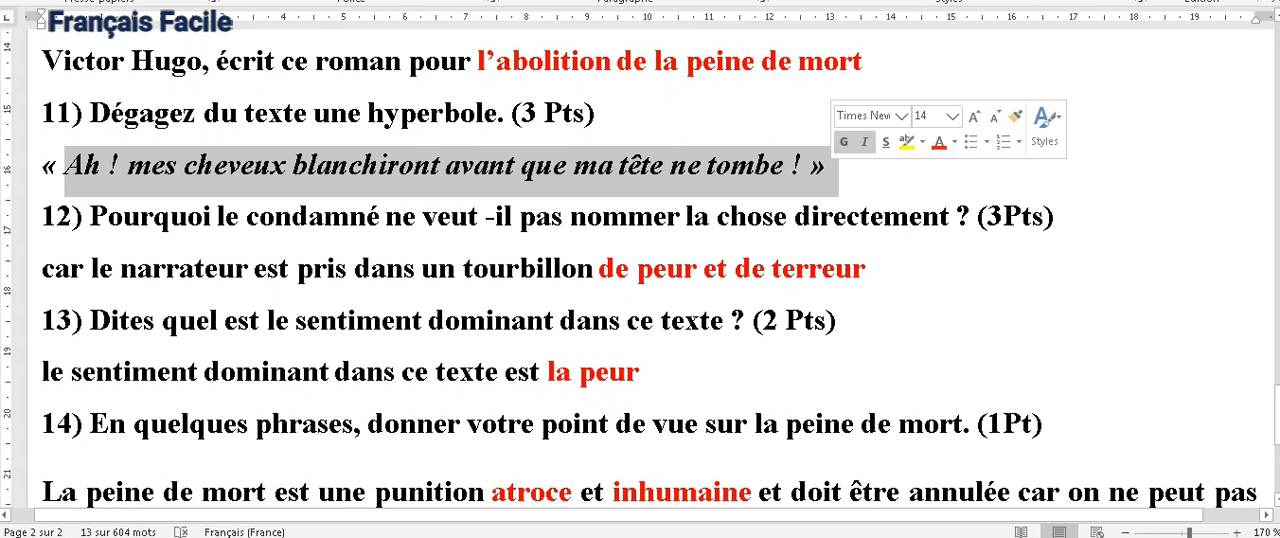 Français Facile
Victor Hugo, écrit ce roman pour l’abolition de la peine de mort
11) Dégagez du texte une hyperbole. (3 Pts)
« Ah ! mes cheveux blanchiront avant que ma tête ne tombe ! »
Times New 14
G I S Styles
12) Pourquoi le condamné ne veut -il pas nommer la chose directement ? (3Pts)
car le narrateur est pris dans un tourbillon de peur et de terreur
13) Dites quel est le sentiment dominant dans ce texte ? (2 Pts)
le sentiment dominant dans ce texte est la peur
14) En quelques phrases, donner votre point de vue sur la peine de mort. (1Pt)
La peine de mort est une punition atroce et inhumaine et doit être annulée car on ne peut pas
Page 2 sur 2 13 sur 604 mots Français (France) 170 %